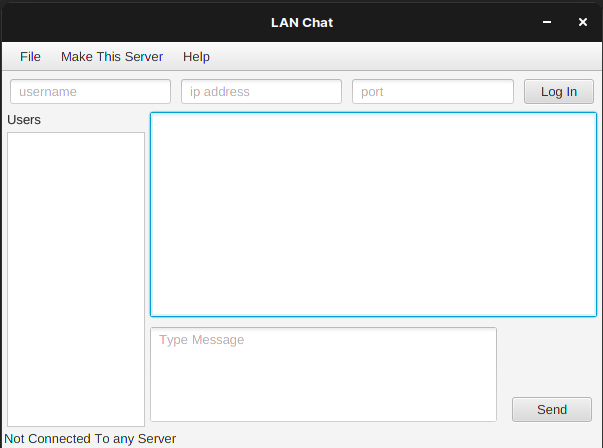 LAN Chat
File Make This Server Help
username ip address port Log In
Users
Type Message
Send
Not Connected To any Server